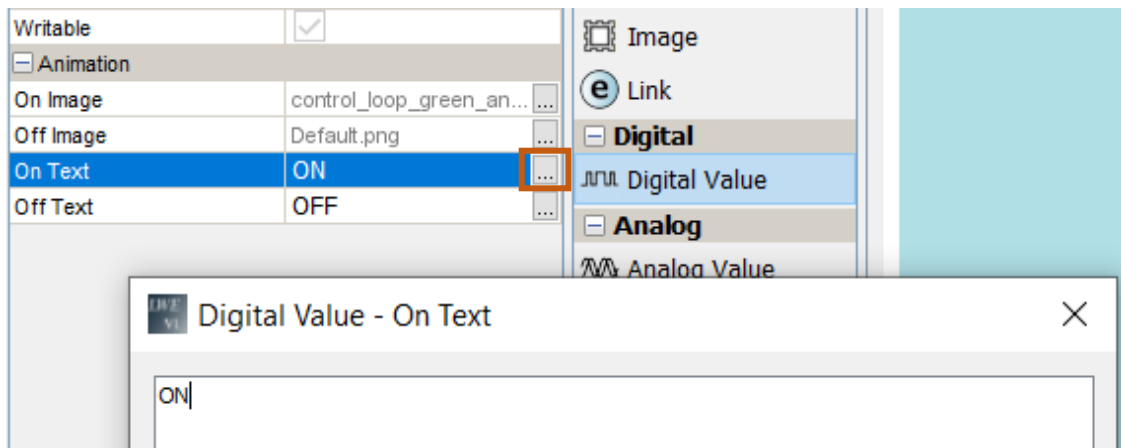 Writable
Animation
On Image control_loop_green_an... ...
Off Image Default.png ...
On Text ON ...
Off Text OFF ...
Image
e Link
Digital
Digital Value
Analog
Analog Value
Digital Value - On Text
ON